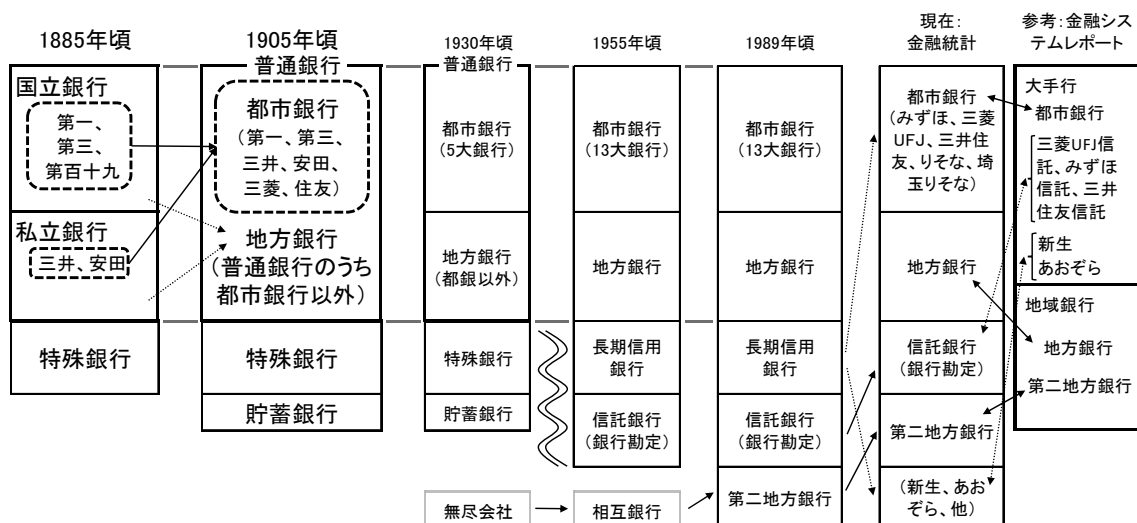 1885年頃
国立銀行
第一、
第三、
第百十九
私立銀行
三井、安田
特殊銀行
1905年頃
普通銀行
都市銀行
(第一、第三、
三井、安田、
三菱、住友)
地方銀行
(普通銀行のうち
都市銀行以外)
特殊銀行
貯蓄銀行
1930年頃
普通銀行
都市銀行
(5大銀行)
地方銀行
(都銀以外)
特殊銀行
貯蓄銀行
無尽会社
1955年頃
都市銀行
(13大銀行)
地方銀行
長期信用
銀行
信託銀行
(銀行勘定)
相互銀行
1989年頃
都市銀行
(13大銀行)
地方銀行
長期信用
銀行
信託銀行
(銀行勘定)
第二地方銀行
現在:
金融統計
都市銀行
(みずほ、三菱
UFJ、三井住
友、りそな、埼
玉りそな)
地方銀行
信託銀行
(銀行勘定)
第二地方銀行
(新生、あお
ぞら、他)
参考:金融シス
テムレポート
大手行
都市銀行
三菱UFJ信
託、みずほ
信託、三井
住友信託
新生
あおぞら
地域銀行
地方銀行
第二地方銀行